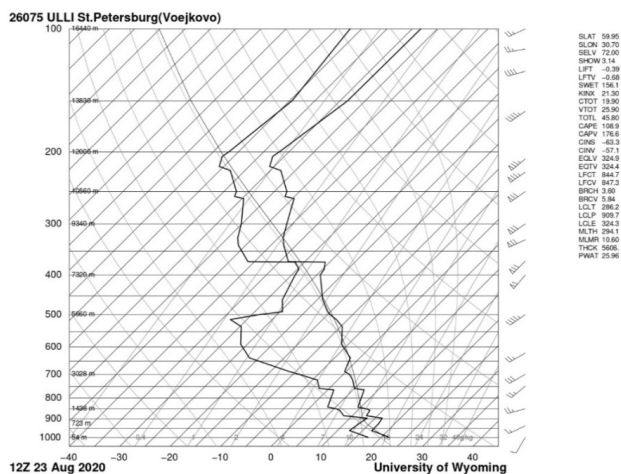 26075 ULLI St.Petersburg(Voejkovo)
100
16440 m
13830 m
200
12000 m
10560 m
300
9340 m
400
7320 m
500
5660 m
600
700
3028 m
800
1438 m
900
723 m
1000
54 m
-40 -30 -20 -10 0 10 20 30 40
12Z 23 Aug 2020
University of Wyoming
SLAT 59.95
SLON 30.70
SELV 72.00
SHOW 3.14
LIFT -0.39
LFTV -0.68
SWET 156.1
KINX 21.30
CTOT 19.90
VTOT 25.90
TOTL 45.80
CAPE 108.9
CAPV 176.6
CINS -63.3
CINV -57.1
EQLV 324.9
EQTV 324.4
LFCT 844.7
LFCV 847.3
BRCH 3.60
BRCV 5.84
LCLT 286.2
LCLP 909.7
LCLE 324.3
MLTH 294.1
MLMR 10.60
THCK 5606.
PWAT 25.96